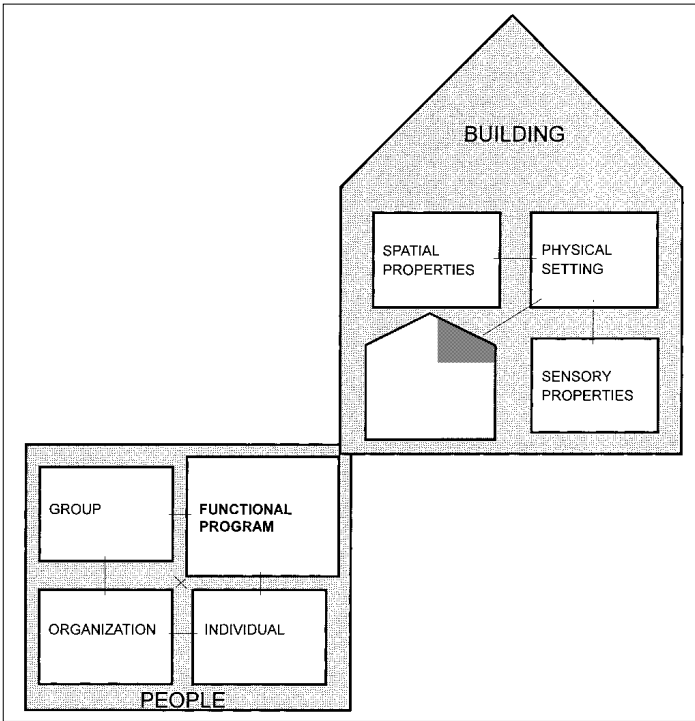 BUILDING
SPATIAL
PROPERTIES
PHYSICAL
SETTING
SENSORY
PROPERTIES
GROUP
FUNCTIONAL
PROGRAM
ORGANIZATION
INDIVIDUAL
PEOPLE